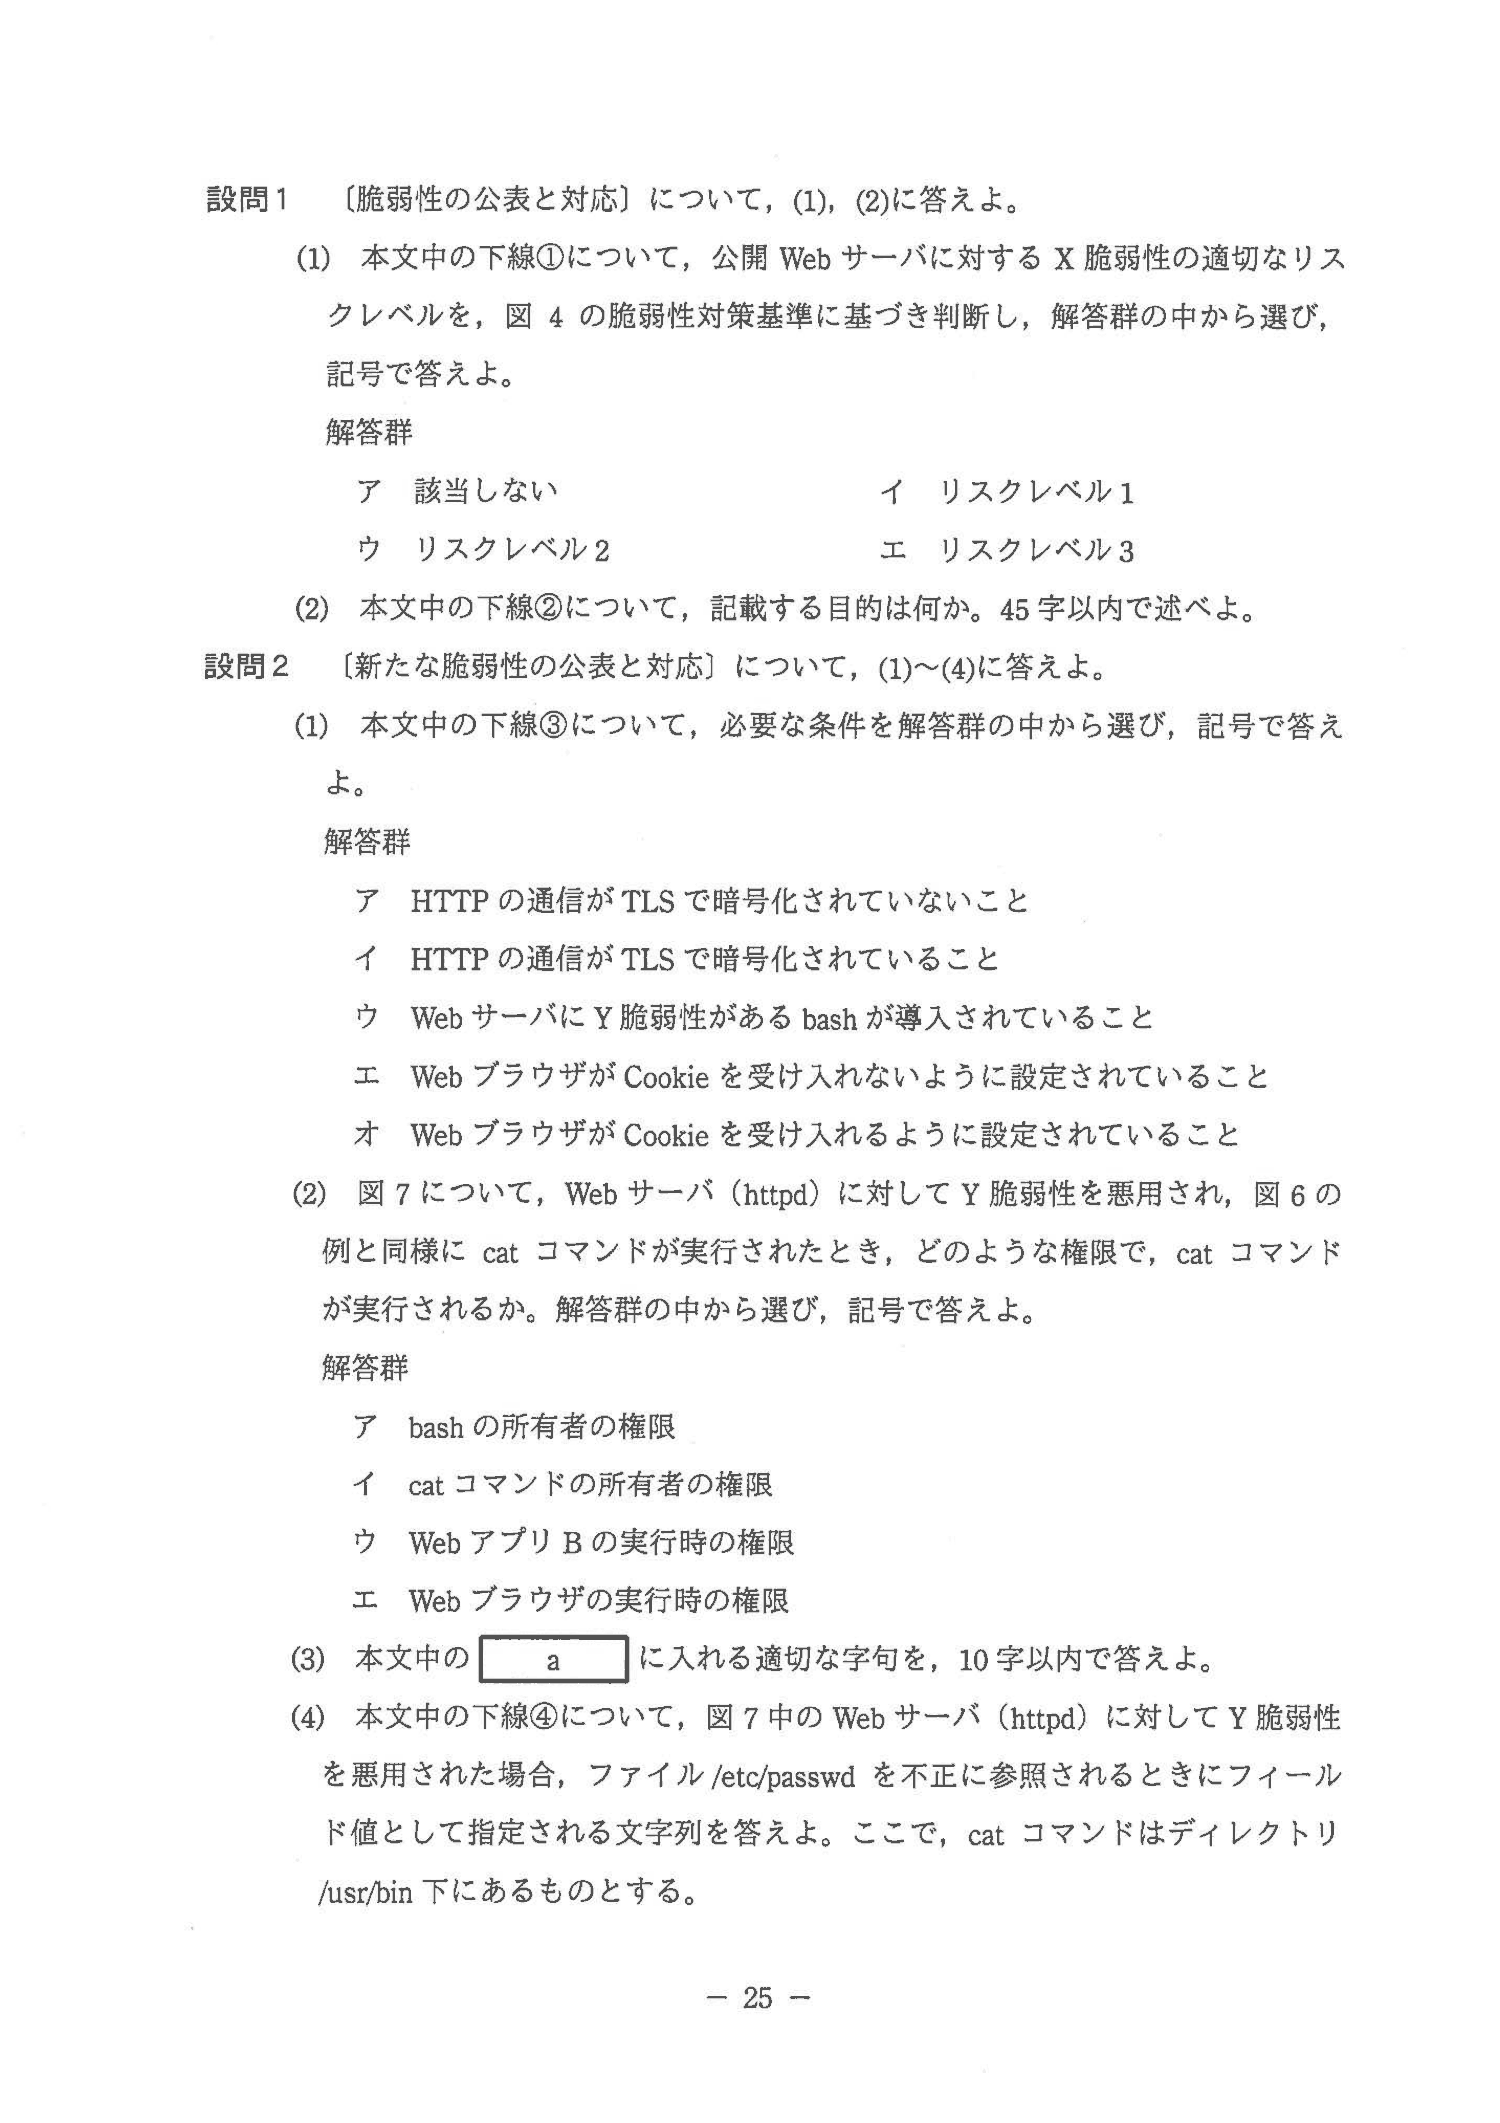 設問1 〔脆弱性の公表と対応〕について，(1)，(2)に答えよ。
(1) 本文中の下線①について，公開 Web サーバに対する X 脆弱性の適切なリス
クレベルを，図 4 の脆弱性対策基準に基づき判断し，解答群の中から選び，
記号で答えよ。
解答群
ア 該当しない イ リスクレベル 1
ウ リスクレベル 2 エ リスクレベル 3
(2) 本文中の下線②について，記載する目的は何か。45 字以内で述べよ。
設問2 〔新たな脆弱性の公表と対応〕について，(1)～(4)に答えよ。
(1) 本文中の下線③について，必要な条件を解答群の中から選び，記号で答え
よ。
解答群
ア HTTP の通信が TLS で暗号化されていないこと
イ HTTP の通信が TLS で暗号化されていること
ウ Web サーバに Y 脆弱性がある bash が導入されていること
エ Web ブラウザが Cookie を受け入れないように設定されていること
オ Web ブラウザが Cookie を受け入れるように設定されていること
(2) 図 7 について，Web サーバ（httpd）に対して Y 脆弱性を悪用され，図 6 の
例と同様に cat コマンドが実行されたとき，どのような権限で，cat コマンド
が実行されるか。解答群の中から選び，記号で答えよ。
解答群
ア bash の所有者の権限
イ cat コマンドの所有者の権限
ウ Web アプリ B の実行時の権限
エ Web ブラウザの実行時の権限
(3) 本文中の a に入れる適切な字句を，10 字以内で答えよ。
(4) 本文中の下線④について，図 7 中の Web サーバ（httpd）に対して Y 脆弱性
を悪用された場合，ファイル /etc/passwd を不正に参照されるときにフィール
ド値として指定される文字列を答えよ。ここで，cat コマンドはディレクトリ
/usr/bin 下にあるものとする。
－ 25 －